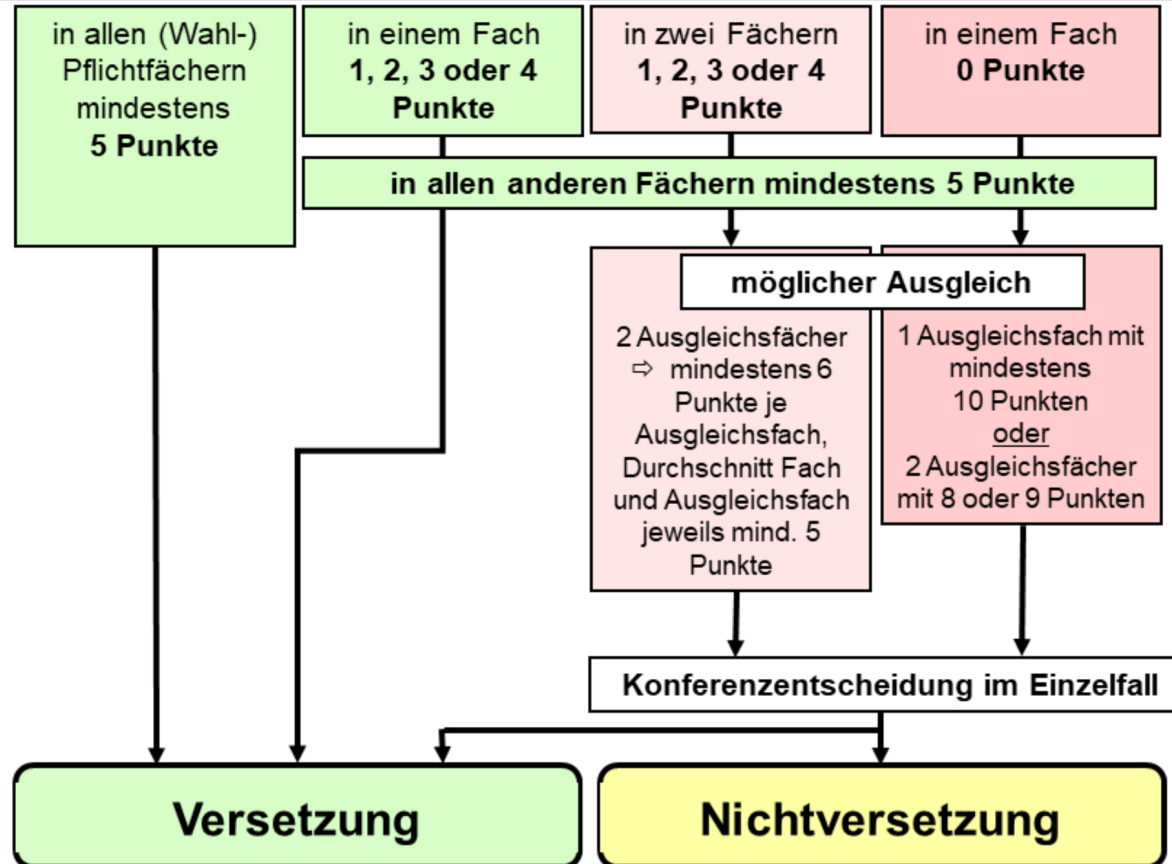 in allen (Wahl-)
Pflichtfächern
mindestens
5 Punkte
in einem Fach
1, 2, 3 oder 4
Punkte
in zwei Fächern
1, 2, 3 oder 4
Punkte
in einem Fach
0 Punkte
in allen anderen Fächern mindestens 5 Punkte
möglicher Ausgleich
2 Ausgleichsfächer
⇨ mindestens 6
Punkte je
Ausgleichsfach,
Durchschnitt Fach
und Ausgleichsfach
jeweils mind. 5
Punkte
1 Ausgleichsfach mit
mindestens
10 Punkten
oder
2 Ausgleichsfächer
mit 8 oder 9 Punkten
Konferenzentscheidung im Einzelfall
Versetzung
Nichtversetzung